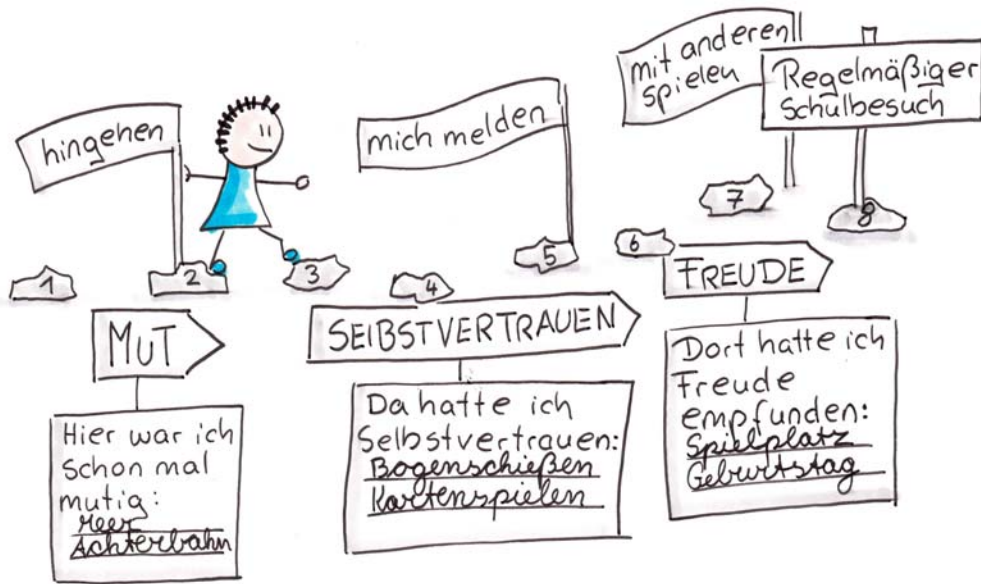 hingehen
mich melden
mit anderen
spielen
Regelmäßiger
Schulbesuch
1
2
3
4
5
6
7
8
MUT
SELBSTVERTRAUEN
FREUDE
Hier war ich
schon mal
mutig:
Meer
Achterbahn
Da hatte ich
Selbstvertrauen:
Bogenschießen
Kartenspielen
Dort hatte ich
Freude
empfunden:
Spielplatz
Geburtstag